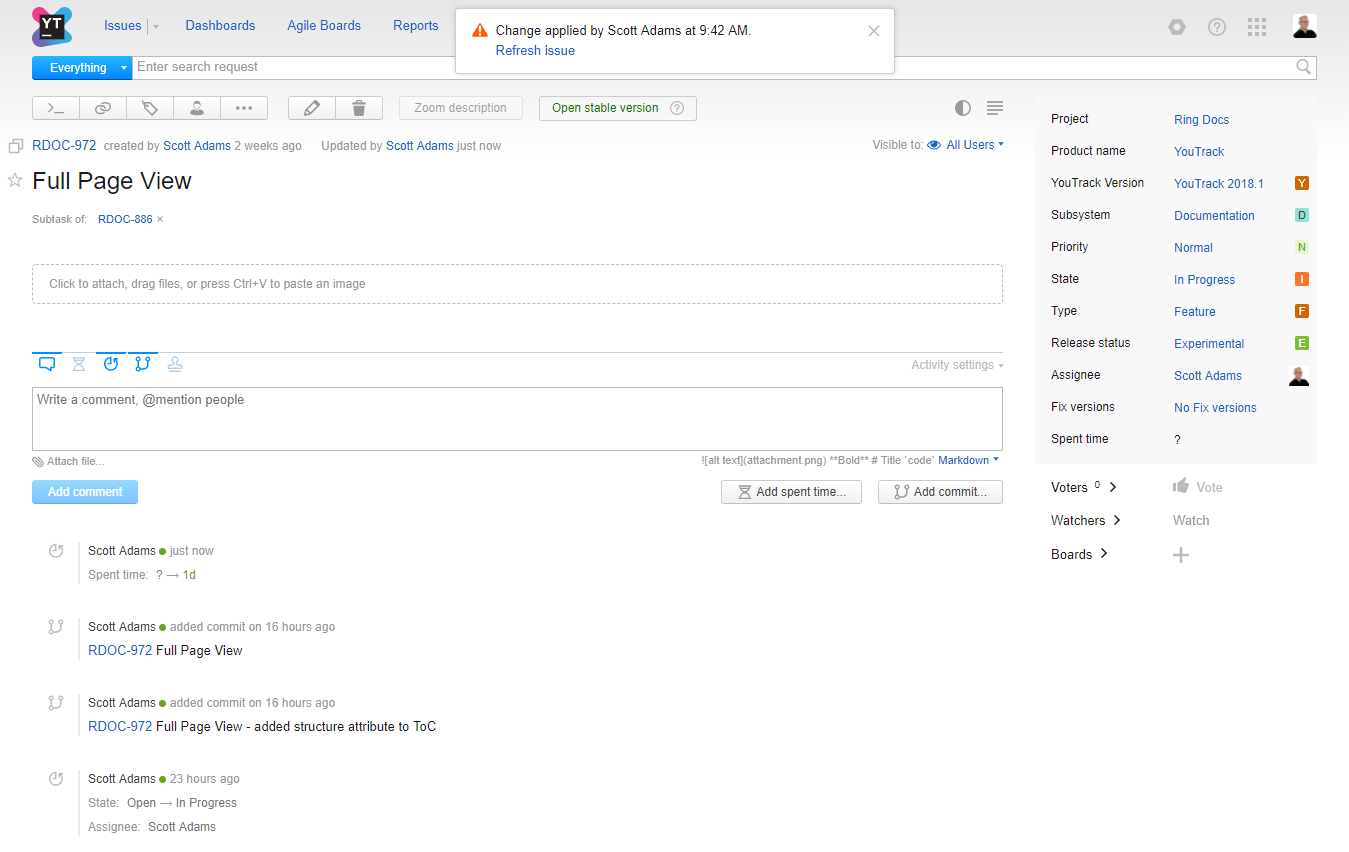 YT
Issues
Dashboards
Agile Boards
Reports
Change applied by Scott Adams at 9:42 AM.
Refresh issue
Everything
Enter search request
Zoom description
Open stable version
RDOC-972 created by Scott Adams 2 weeks ago Updated by Scott Adams just now
Visible to: All Users
Full Page View
Subtask of: RDOC-886 ×
Click to attach, drag files, or press Ctrl+V to paste an image
Activity settings
Write a comment, @mention people
Attach file...
![alt text](attachment.png) **Bold** # Title `code` Markdown
Add comment
Add spent time...
Add commit...
Scott Adams just now
Spent time: ? → 1d
Scott Adams added commit on 16 hours ago
RDOC-972 Full Page View
Scott Adams added commit on 16 hours ago
RDOC-972 Full Page View - added structure attribute to ToC
Scott Adams 23 hours ago
State: Open → In Progress
Assignee: Scott Adams
Project Ring Docs
Product name YouTrack
YouTrack Version YouTrack 2018.1 Y
Subsystem Documentation D
Priority Normal N
State In Progress I
Type Feature F
Release status Experimental E
Assignee Scott Adams
Fix versions No Fix versions
Spent time ?
Voters 0 Vote
Watchers Watch
Boards